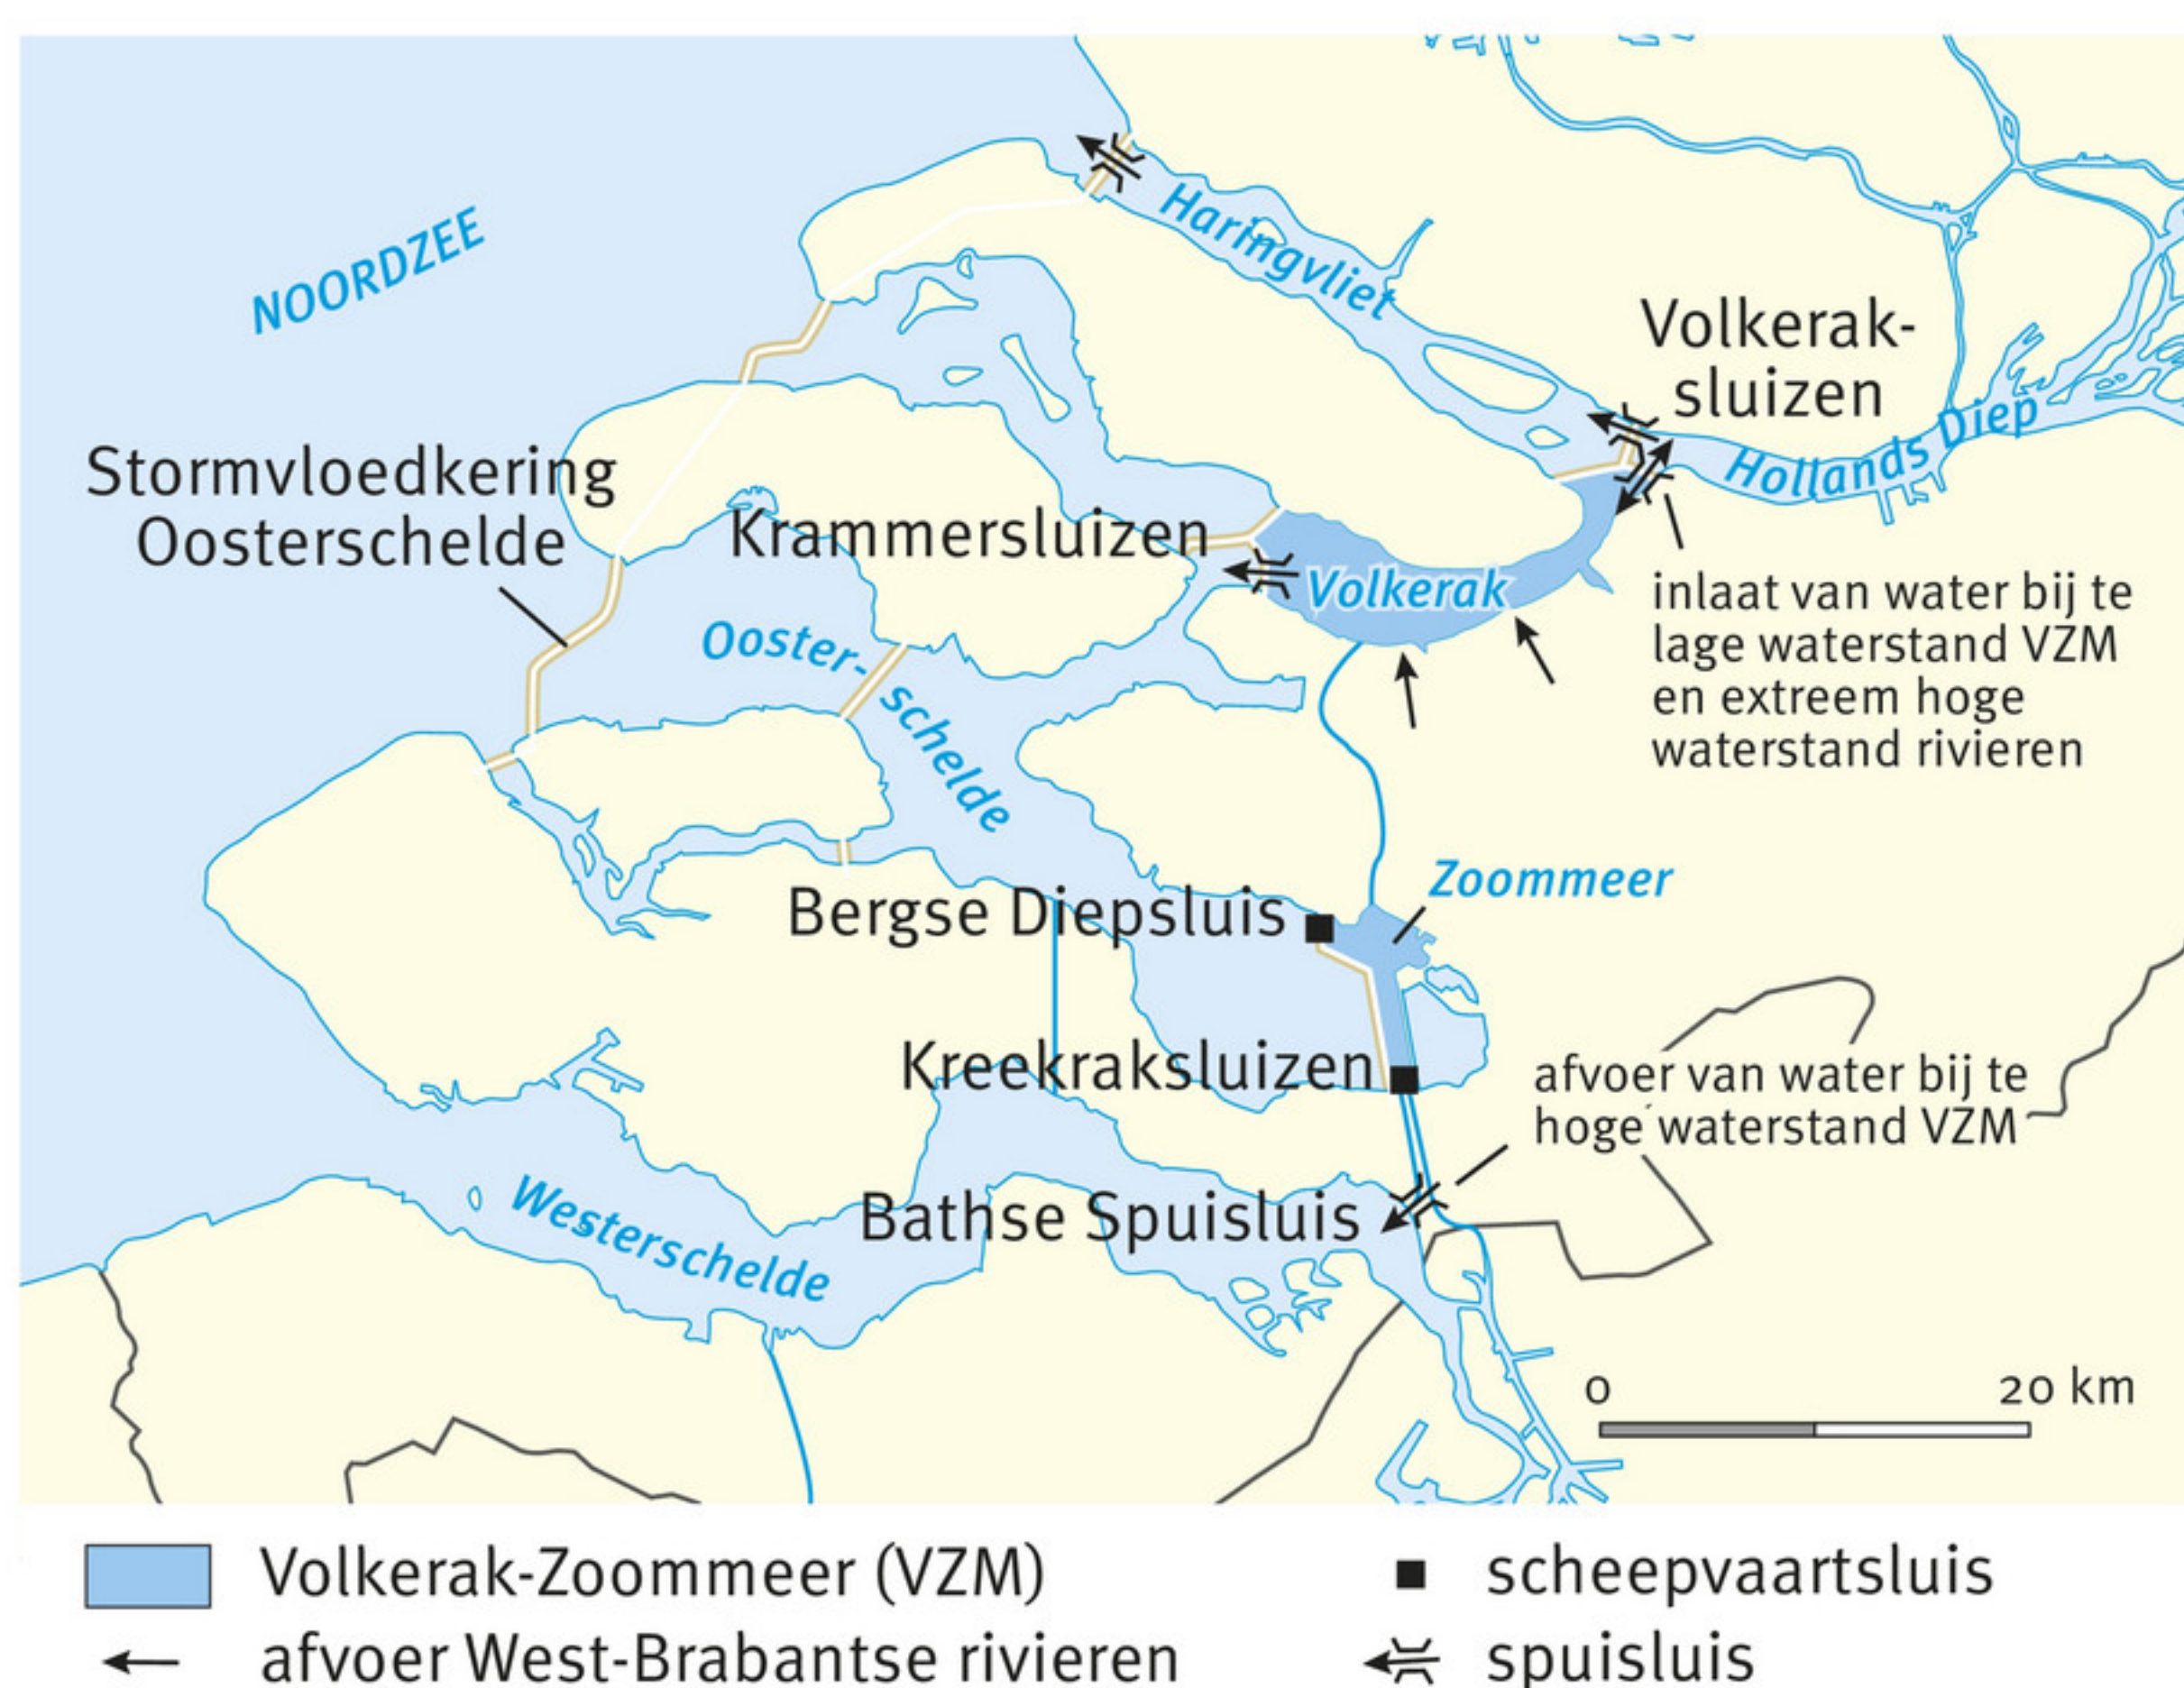 NOORDZEE
Haringvliet
Volkerak-
sluizen
Hollands Diep
Stormvloedkering
Oosterschelde
Krammersluizen
Volkerak
inlaat van water bij te
lage waterstand VZM
en extreem hoge
waterstand rivieren
Ooster-
schelde
Zoommeer
Bergse Diepsluis
Kreekraksluizen
afvoer van water bij te
hoge waterstand VZM
Bathse Spuisluis
Westerschelde
0 20 km
Volkerak-Zoommeer (VZM)
scheepvaartsluis
afvoer West-Brabantse rivieren
spuisluis